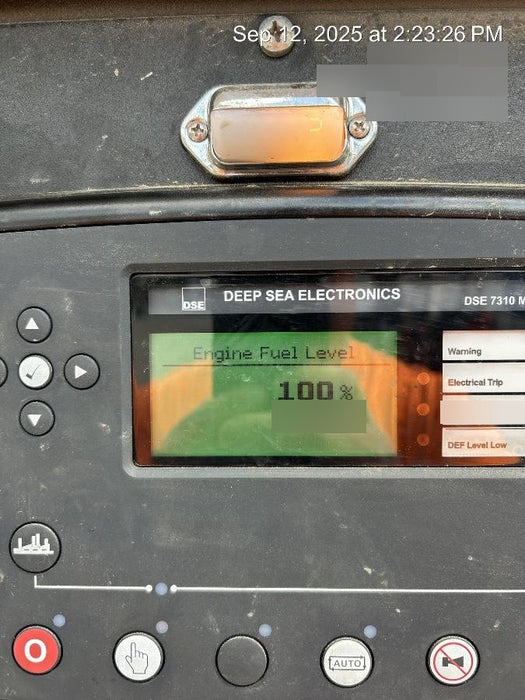 Sep 12, 2025 at 2:23:26 PM
DSE
DEEP SEA ELECTRONICS
DSE 7310 M
Engine Fuel Level
100 %
Warning
Electrical Trip
DEF Level Low
O
AUTO